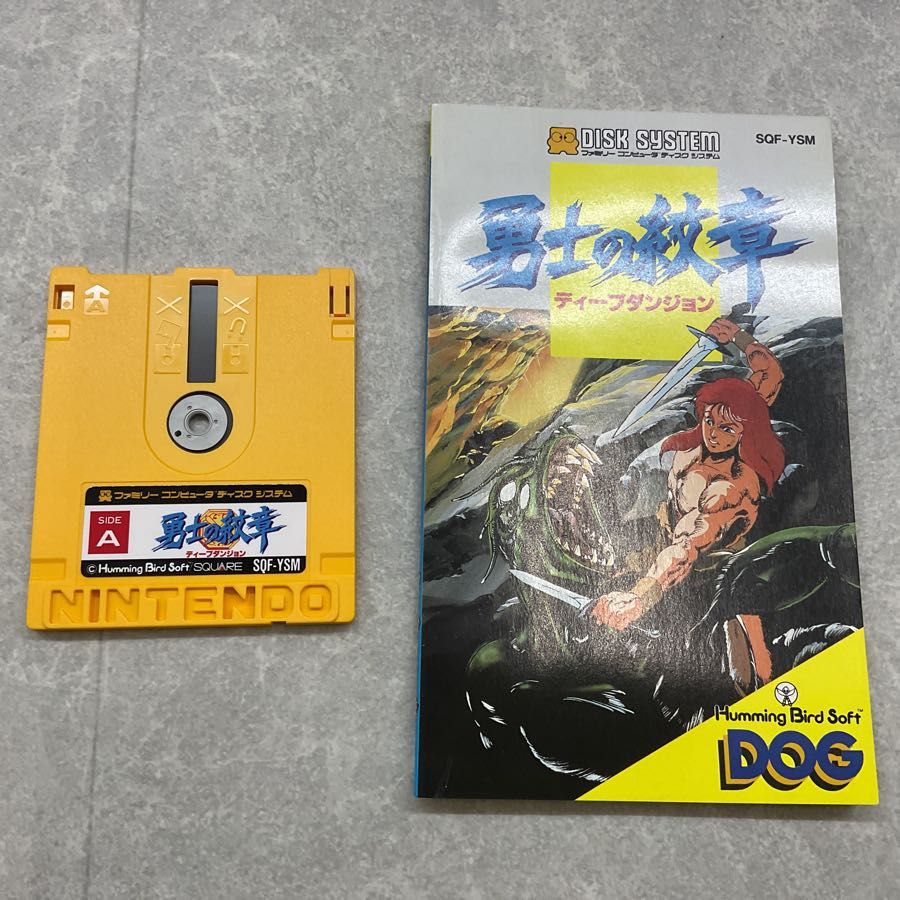 ファミリー コンピュータ ディスク システム
SIDE
A
勇士の紋章
ディープダンジョン
© Humming Bird Soft SQUARE SQF-YSM
NINTENDO
A
DISK SYSTEM
SQF-YSM
ファミリー コンピュータ ディスク システム
勇士の紋章
ディープダンジョン
Humming Bird Soft™
DOG